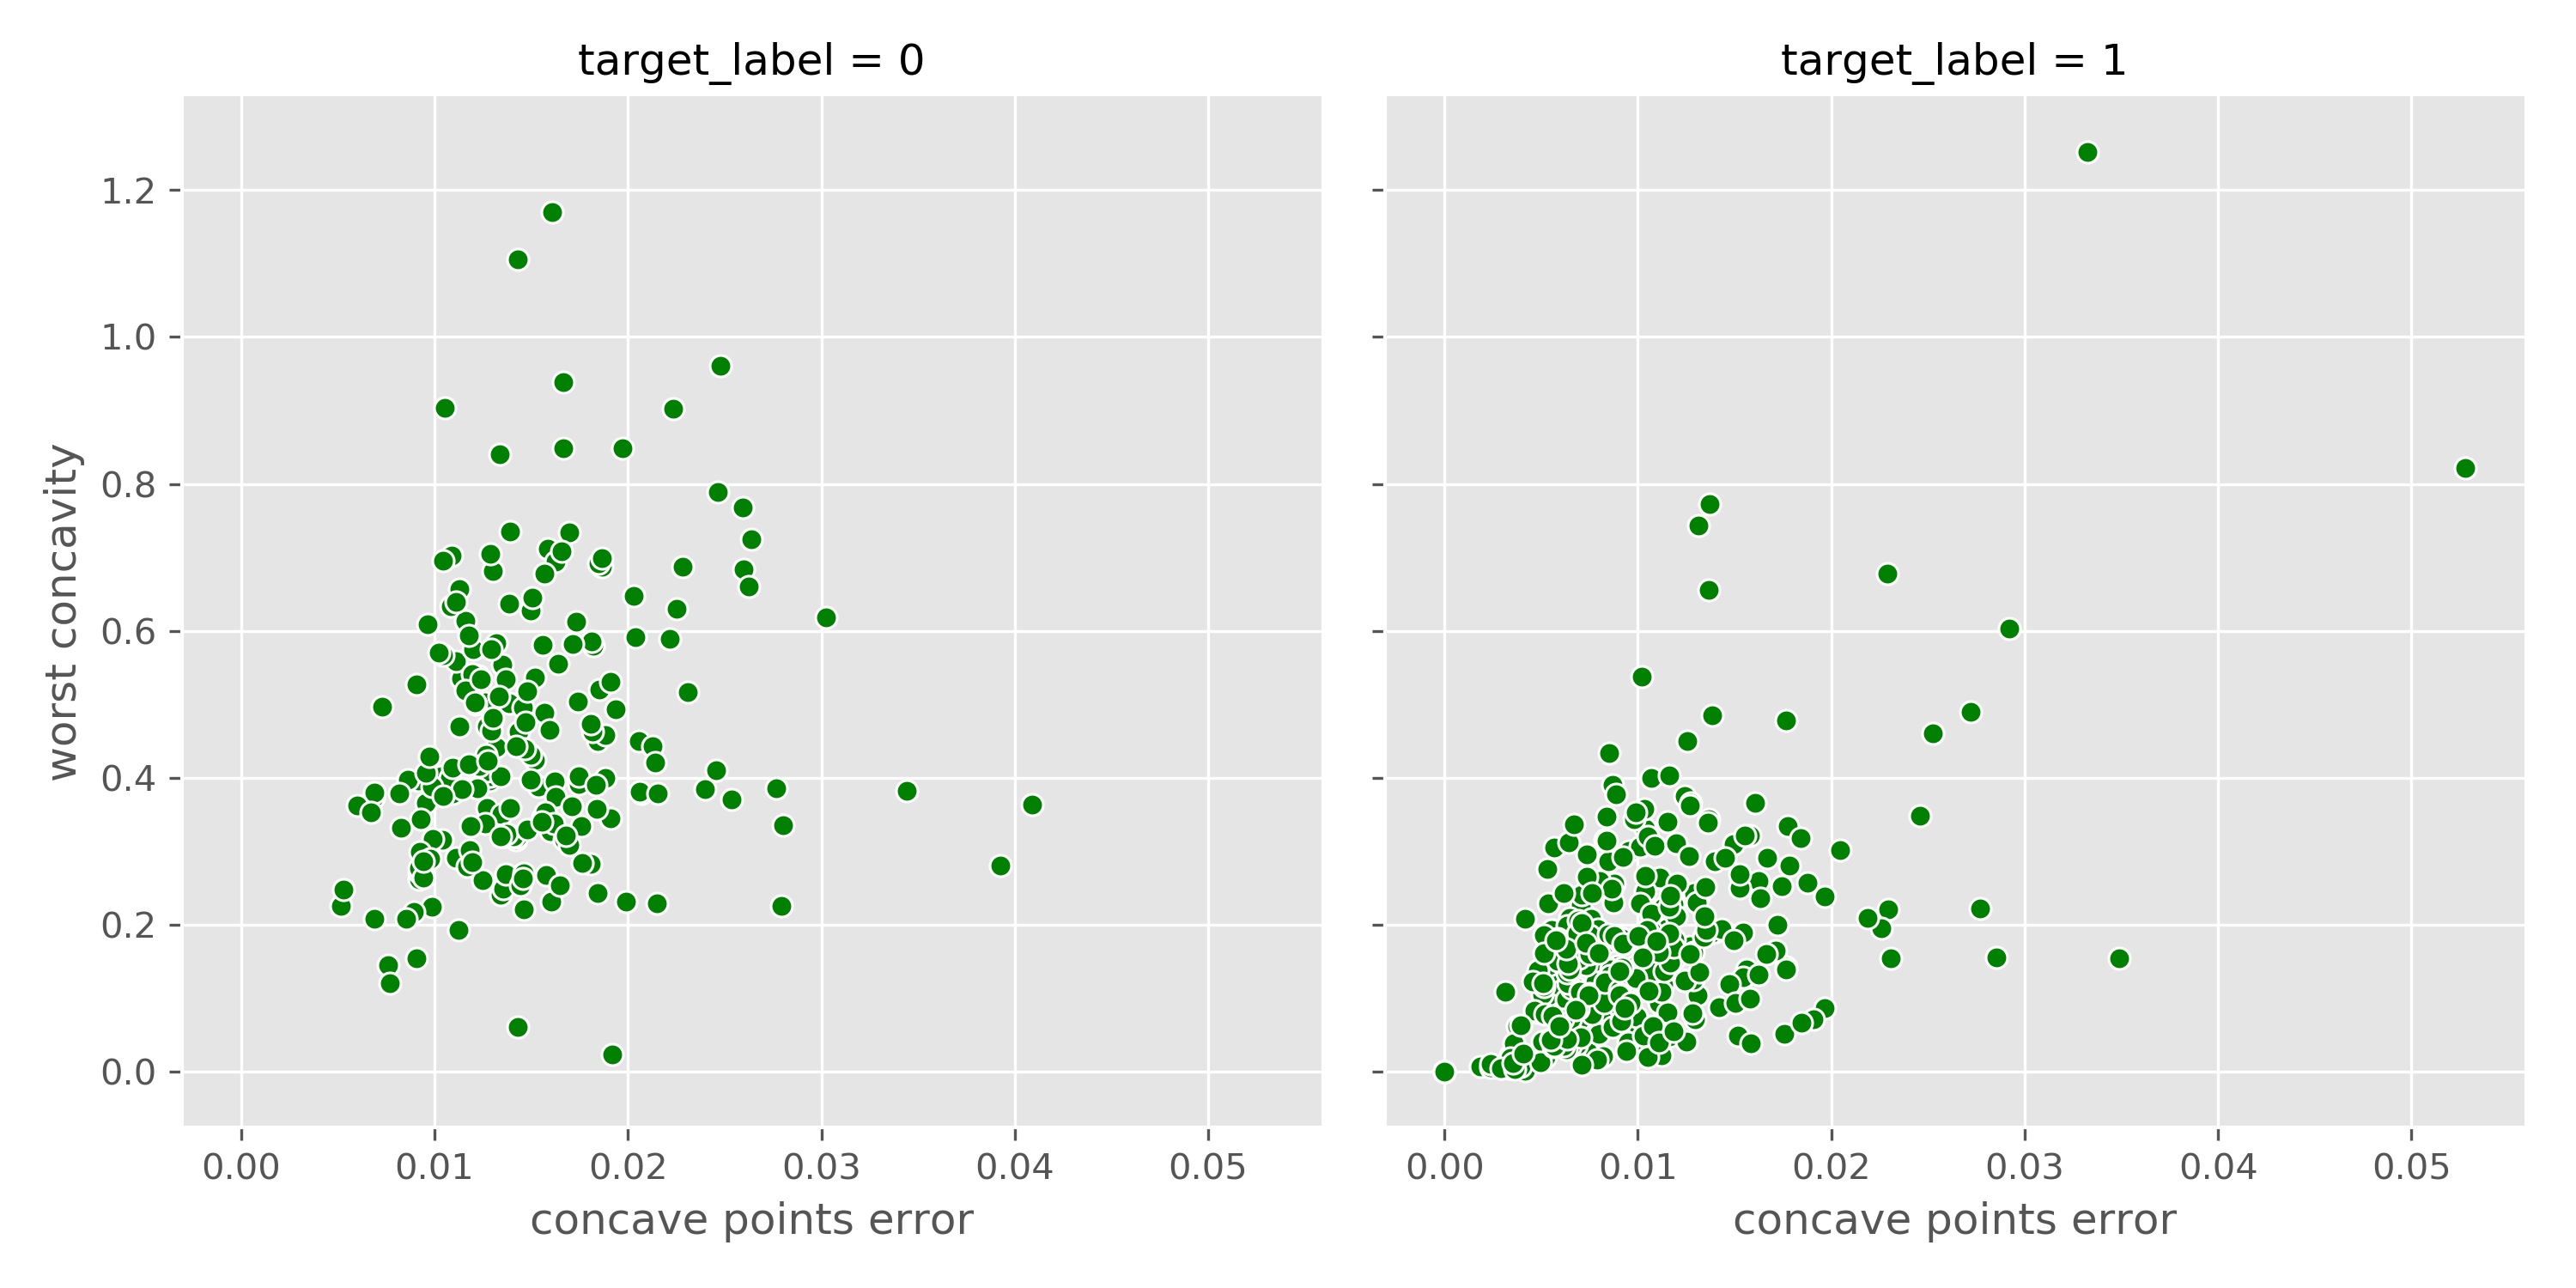 target_label = 0
target_label = 1
worst concavity
1.2
1.0
0.8
0.6
0.4
0.2
0.0
0.00 0.01 0.02 0.03 0.04 0.05
0.00 0.01 0.02 0.03 0.04 0.05
concave points error
concave points error